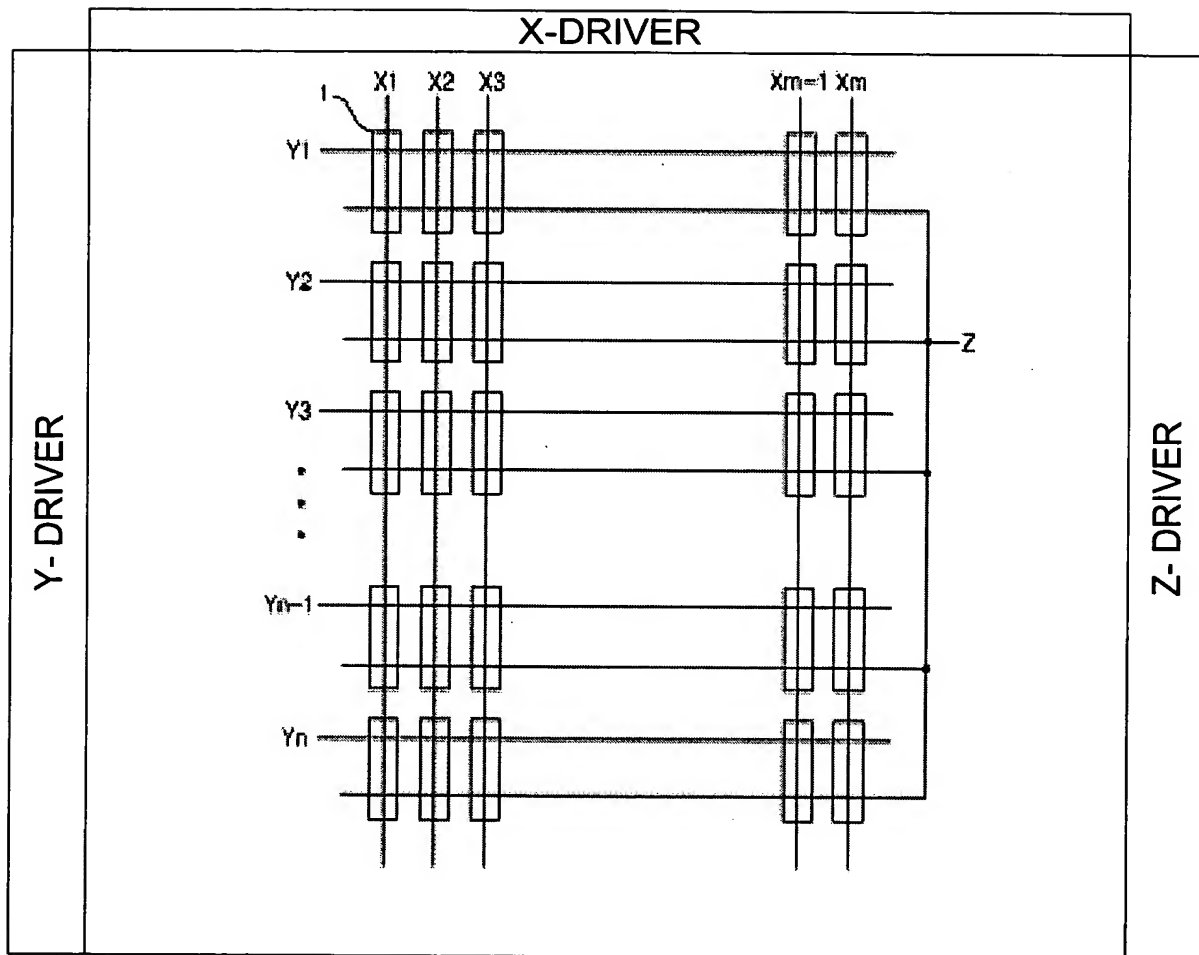 X-DRIVER
X1 X2 X3 Xm=1 Xm
1
Y1
Y2
Z
Y3
Y- DRIVER
Z- DRIVER
Yn-1
Yn